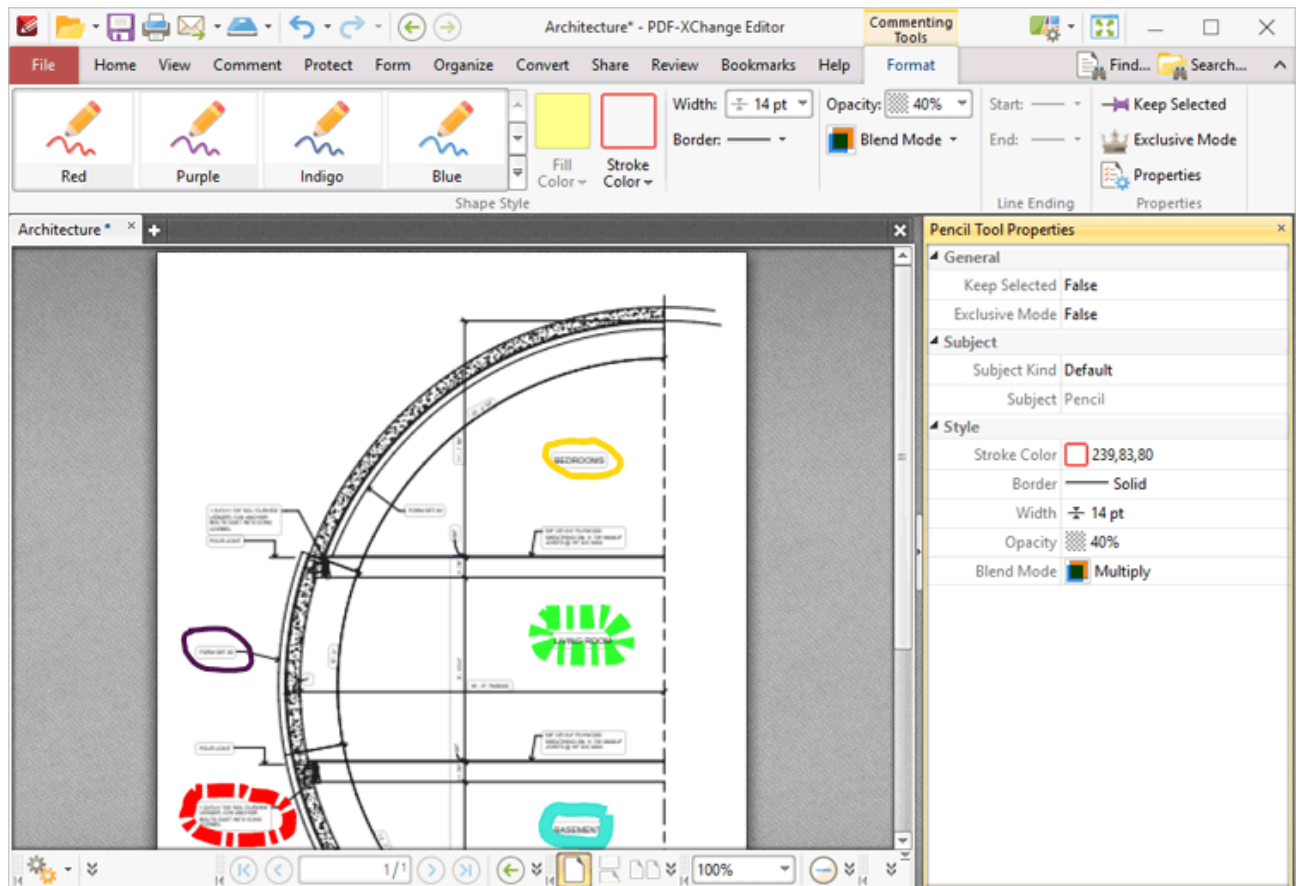 Architecture* - PDF-XChange Editor
Commenting
Tools
File Home View Comment Protect Form Organize Convert Share Review Bookmarks Help Format Find... Search...
Width: 14 pt Opacity: 40% Start: Keep Selected
Border: Blend Mode End: Exclusive Mode
Red Purple Indigo Blue
Fill
Color
Stroke
Color
Properties
Shape Style Line Ending Properties
Architecture *
Pencil Tool Properties
General
Keep Selected False
Exclusive Mode False
Subject
Subject Kind Default
Subject Pencil
Style
Stroke Color 239,83,80
Border Solid
Width 14 pt
Opacity 40%
Blend Mode Multiply
BEDROOMS
LIVING ROOM
BASEMENT
1/1
100%